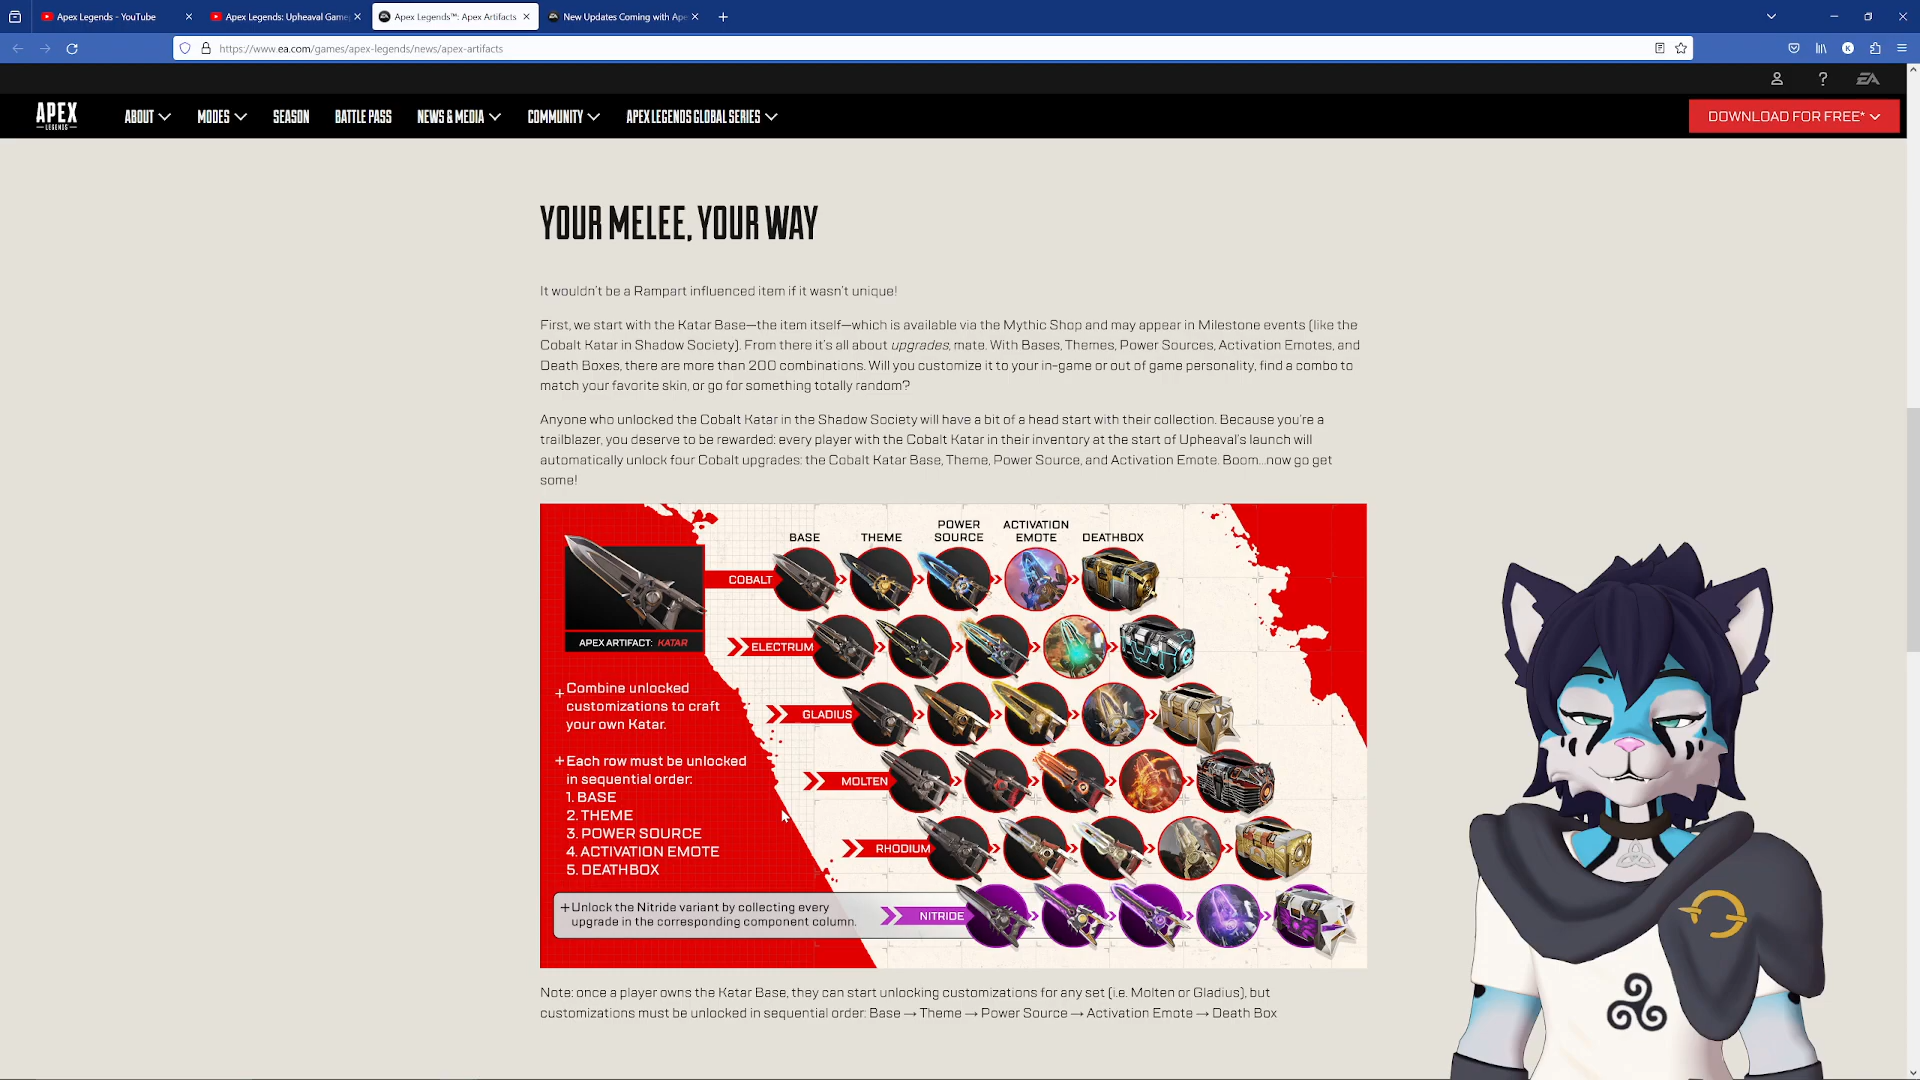 Apex Legends - YouTube
Apex Legends: Upheaval Game
Apex Legends™: Apex Artifacts
New Updates Coming with Ape
https://www.ea.com/games/apex-legends/news/apex-artifacts
K
?
EA
APEX
LEGENDS
ABOUT
MODES
SEASON
BATTLE PASS
NEWS & MEDIA
COMMUNITY
APEX LEGENDS GLOBAL SERIES
DOWNLOAD FOR FREE*
YOUR MELEE, YOUR WAY
It wouldn't be a Rampart influenced item if it wasn't unique!
First, we start with the Katar Base—the item itself—which is available via the Mythic Shop and may appear in Milestone events (like the
Cobalt Katar in Shadow Society). From there it's all about upgrades, mate. With Bases, Themes, Power Sources, Activation Emotes, and
Death Boxes, there are more than 200 combinations. Will you customize it to your in-game or out of game personality, find a combo to
match your favorite skin, or go for something totally random?
Anyone who unlocked the Cobalt Katar in the Shadow Society will have a bit of a head start with their collection. Because you're a
trailblazer, you deserve to be rewarded: every player with the Cobalt Katar in their inventory at the start of Upheaval's launch will
automatically unlock four Cobalt upgrades: the Cobalt Katar Base, Theme, Power Source, and Activation Emote. Boom...now go get
some!
BASE
THEME
POWER
SOURCE
ACTIVATION
EMOTE
DEATHBOX
COBALT
APEX ARTIFACT: KATAR
ELECTRUM
+ Combine unlocked
customizations to craft
your own Katar.
GLADIUS
+ Each row must be unlocked
in sequential order:
1. BASE
2. THEME
3. POWER SOURCE
4. ACTIVATION EMOTE
5. DEATHBOX
MOLTEN
RHODIUM
+ Unlock the Nitride variant by collecting every
upgrade in the corresponding component column.
NITRIDE
Note: once a player owns the Katar Base, they can start unlocking customizations for any set (i.e. Molten or Gladius), but
customizations must be unlocked in sequential order: Base → Theme → Power Source → Activation Emote → Death Box